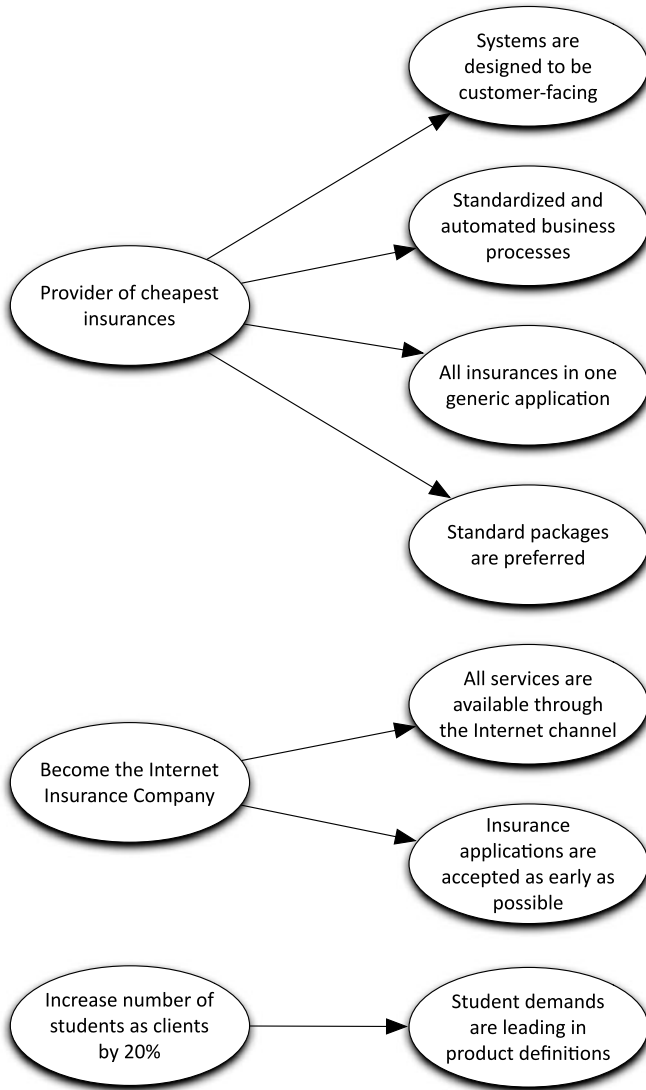 Systems are
designed to be
customer-facing
Standardized and
automated business
processes
Provider of cheapest
insurances
All insurances in one
generic application
Standard packages
are preferred
All services are
available through
the Internet channel
Become the Internet
Insurance Company
Insurance
applications are
accepted as early as
possible
Increase number of
students as clients
by 20%
Student demands
are leading in
product definitions